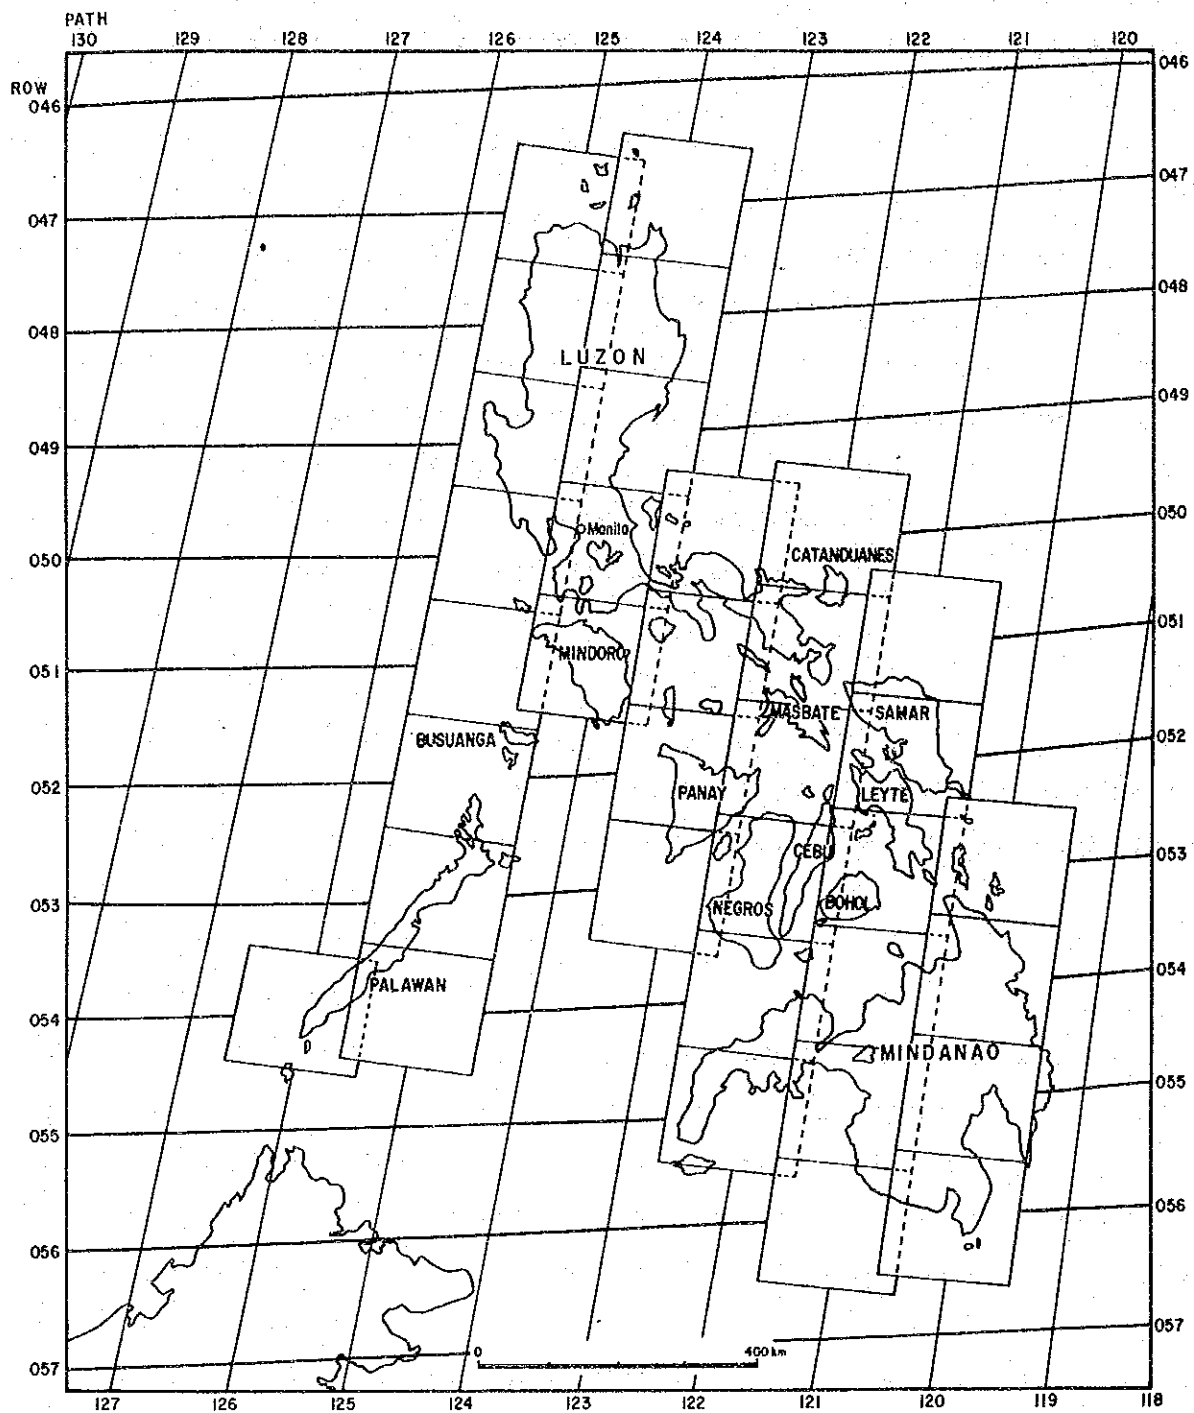 PATH
130 129 128 127 126 125 124 123 122 121 120
ROW
046 046
047 047
048 048
LUZON
049 049
050 050
Manila
CATANDUANES
051 051
MINDORO
MASBATE SAMAR
BUSUANGA
052 052
PANAY LEYTE
CEBU
053 053
NEGROS BOHOL
054 054
PALAWAN
MINDANAO
055 055
056 056
057 057
0 400 km
127 126 125 124 123 122 121 120 119 118